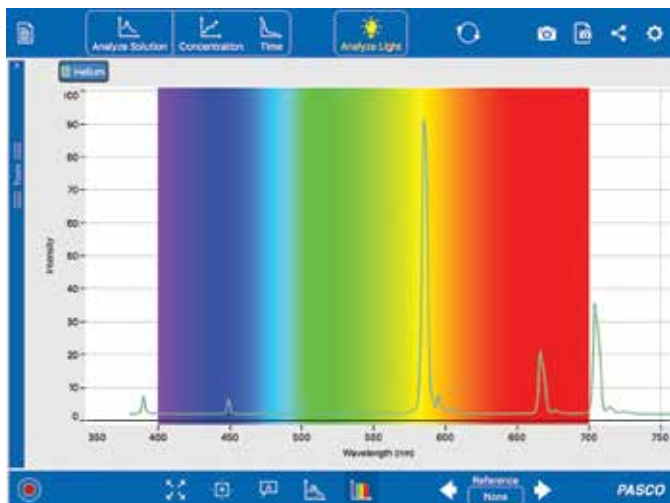 Analyze Solution Concentration Time Analyze Light
Helium
Tools
Intensity
100
90
80
70
60
50
40
30
20
10
0
350 400 450 500 550 600 650 700 750
Wavelength (nm)
A
Reference
None
PASCO